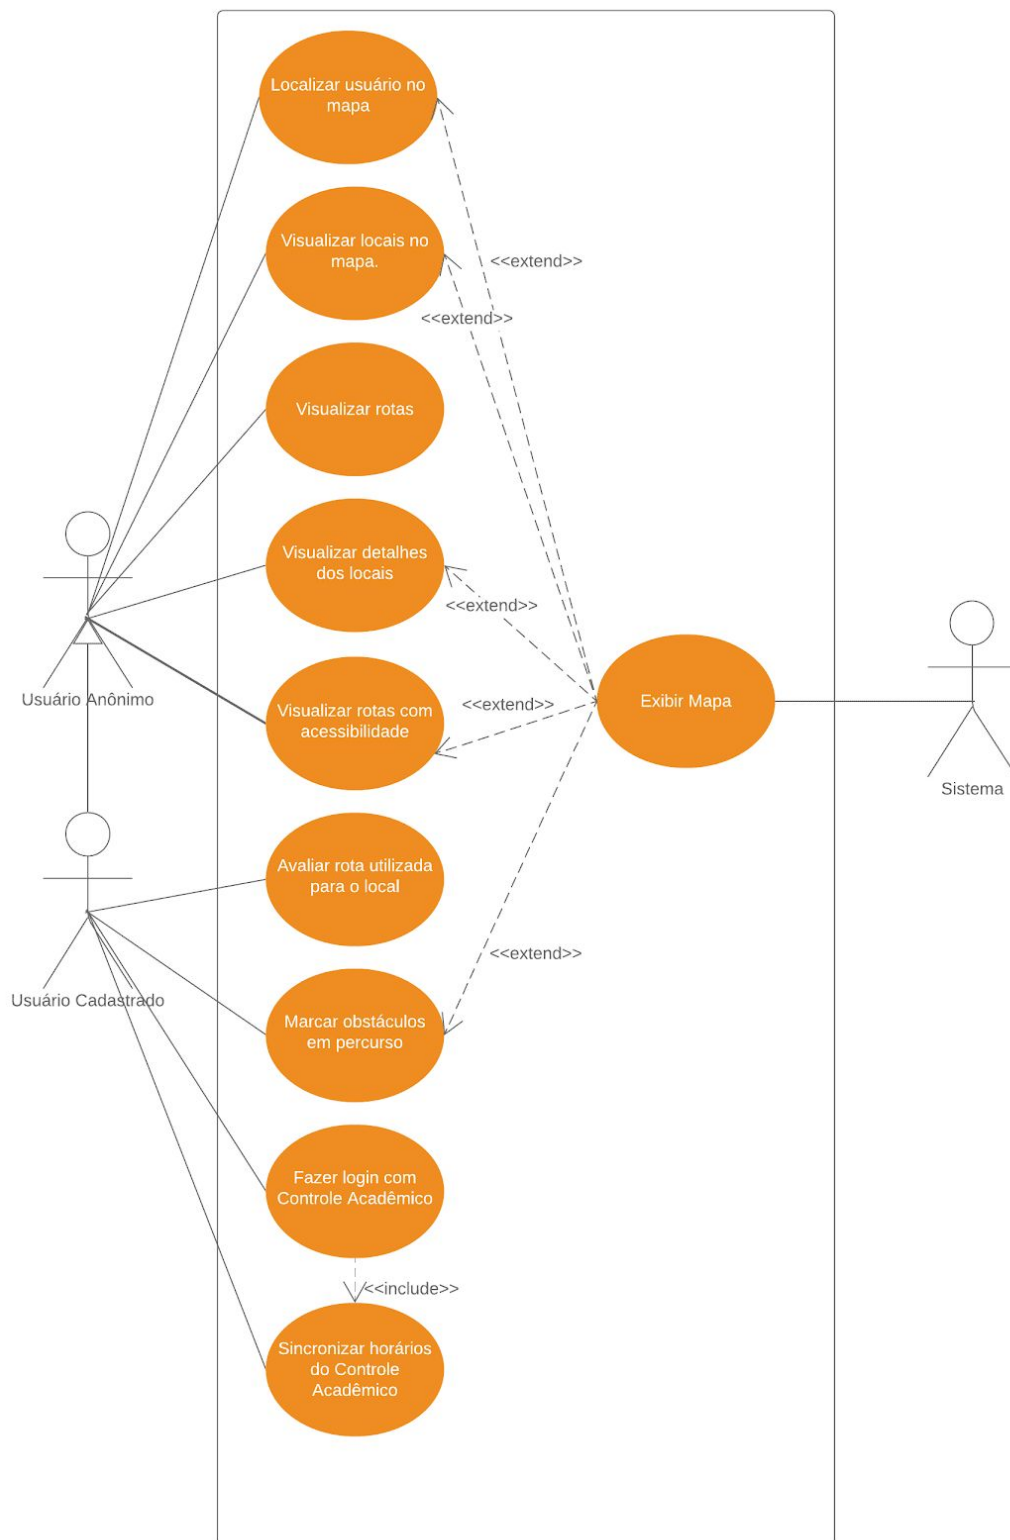 Localizar usuário no
mapa
Visualizar locais no
mapa.
<<extend>>
<<extend>>
Visualizar rotas
Visualizar detalhes
dos locais
<<extend>>
Usuário Anônimo
Visualizar rotas com
acessibilidade
<<extend>>
Exibir Mapa
Sistema
Avaliar rota utilizada
para o local
<<extend>>
Usuário Cadastrado
Marcar obstáculos
em percurso
Fazer login com
Controle Acadêmico
<<include>>
Sincronizar horários
do Controle
Acadêmico